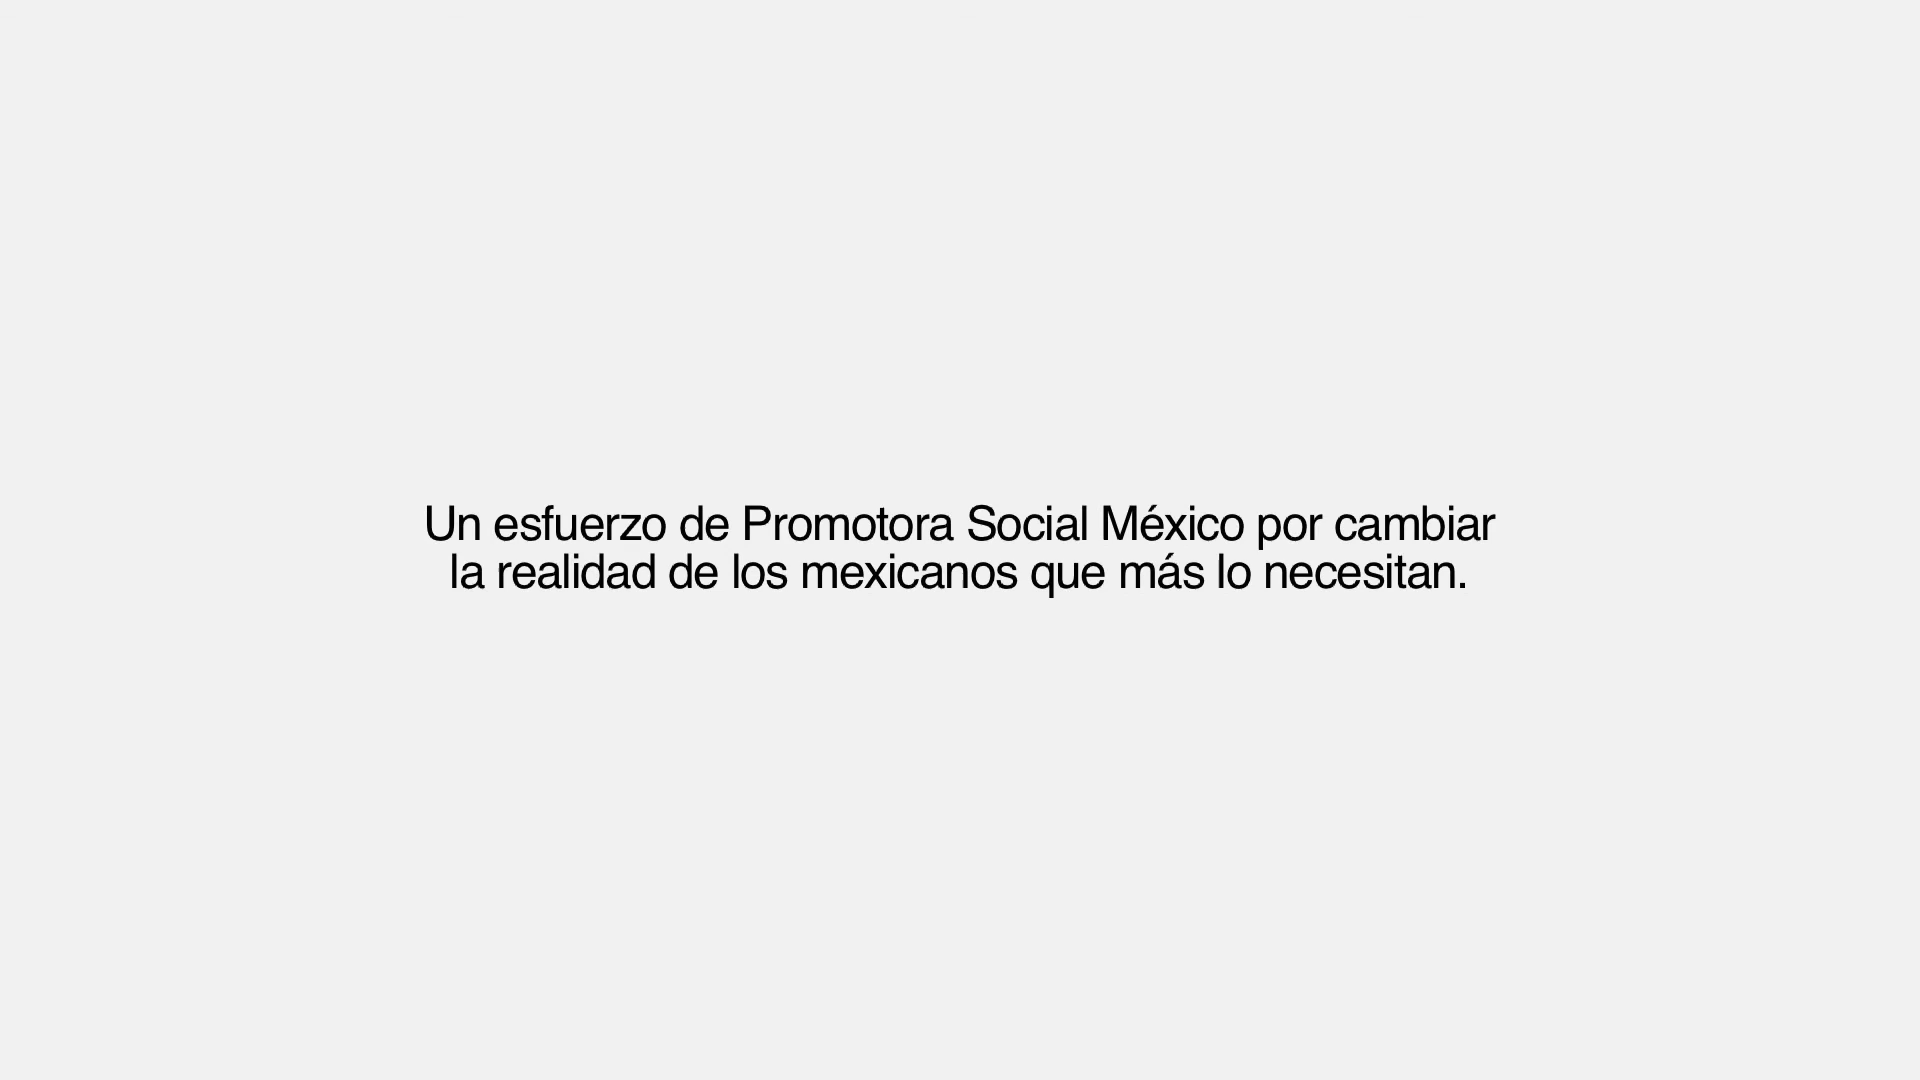 Un esfuerzo de Promotora Social México por cambiar
la realidad de los mexicanos que más lo necesitan.